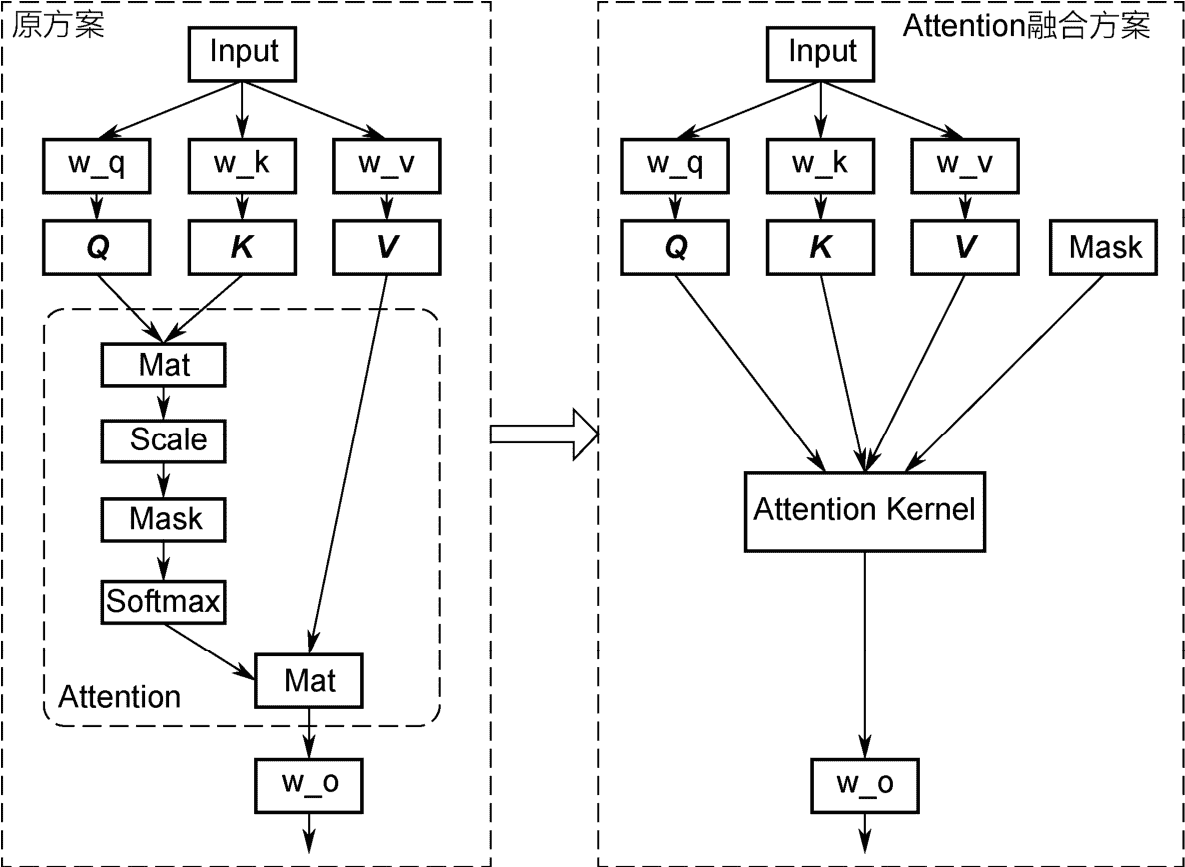 原方案
Input
w_q
w_k
w_v
Q
K
V
Mat
Scale
Mask
Softmax
Mat
Attention
w_o
Attention融合方案
Input
w_q
w_k
w_v
Q
K
V
Mask
Attention Kernel
w_o